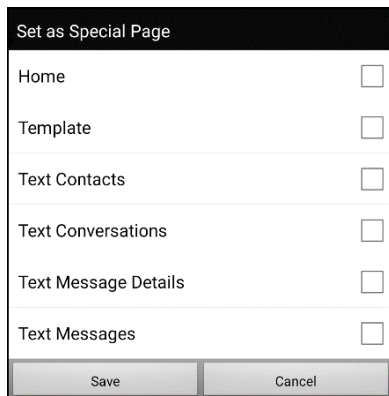 Set as Special Page
Home
Template
Text Contacts
Text Conversations
Text Message Details
Text Messages
Save Cancel